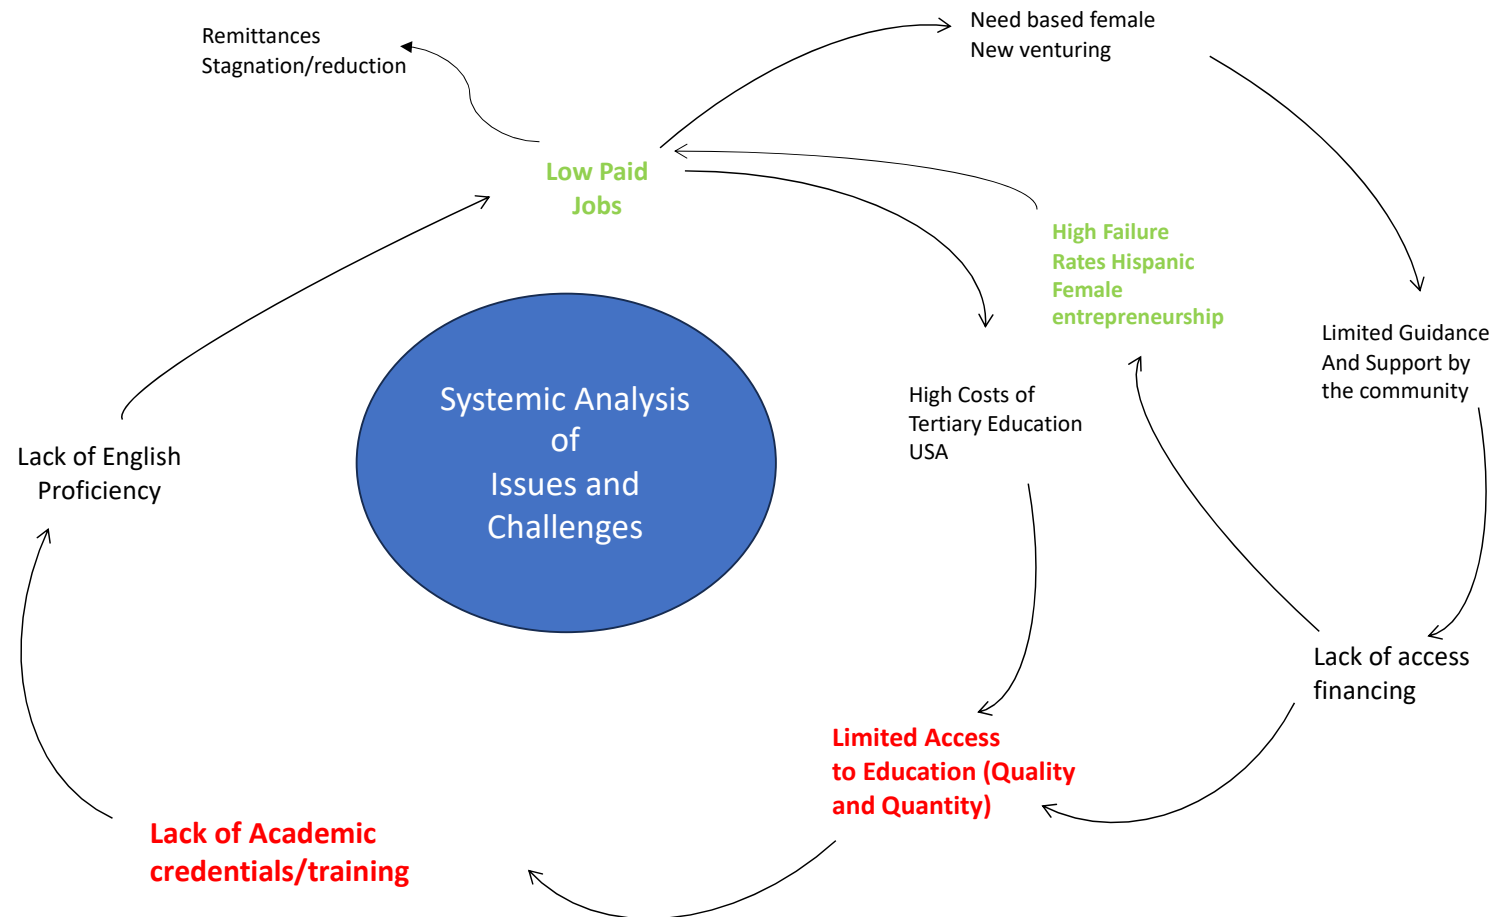 Remittances
Stagnation/reduction
Need based female
New venturing
Low Paid
Jobs
High Failure
Rates Hispanic
Female
entrepreneurship
Limited Guidance
And Support by
the community
High Costs of
Tertiary Education
USA
Systemic Analysis
of
Issues and
Challenges
Lack of English
Proficiency
Lack of access
financing
Limited Access
to Education (Quality
and Quantity)
Lack of Academic
credentials/training